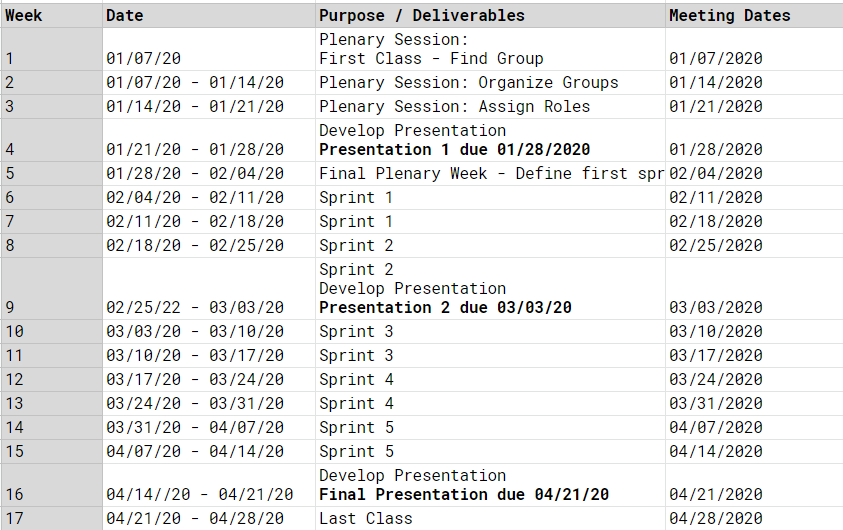 Week Date Purpose / Deliverables Meeting Dates
Plenary Session:
1 01/07/20 First Class - Find Group 01/07/2020
2 01/07/20 - 01/14/20 Plenary Session: Organize Groups 01/14/2020
3 01/14/20 - 01/21/20 Plenary Session: Assign Roles 01/21/2020
Develop Presentation
4 01/21/20 - 01/28/20 Presentation 1 due 01/28/2020 01/28/2020
5 01/28/20 - 02/04/20 Final Plenary Week - Define first spr 02/04/2020
6 02/04/20 - 02/11/20 Sprint 1 02/11/2020
7 02/11/20 - 02/18/20 Sprint 1 02/18/2020
8 02/18/20 - 02/25/20 Sprint 2 02/25/2020
Sprint 2
Develop Presentation
9 02/25/22 - 03/03/20 Presentation 2 due 03/03/20 03/03/2020
10 03/03/20 - 03/10/20 Sprint 3 03/10/2020
11 03/10/20 - 03/17/20 Sprint 3 03/17/2020
12 03/17/20 - 03/24/20 Sprint 4 03/24/2020
13 03/24/20 - 03/31/20 Sprint 4 03/31/2020
14 03/31/20 - 04/07/20 Sprint 5 04/07/2020
15 04/07/20 - 04/14/20 Sprint 5 04/14/2020
Develop Presentation
16 04/14//20 - 04/21/20 Final Presentation due 04/21/20 04/21/2020
17 04/21/20 - 04/28/20 Last Class 04/28/2020